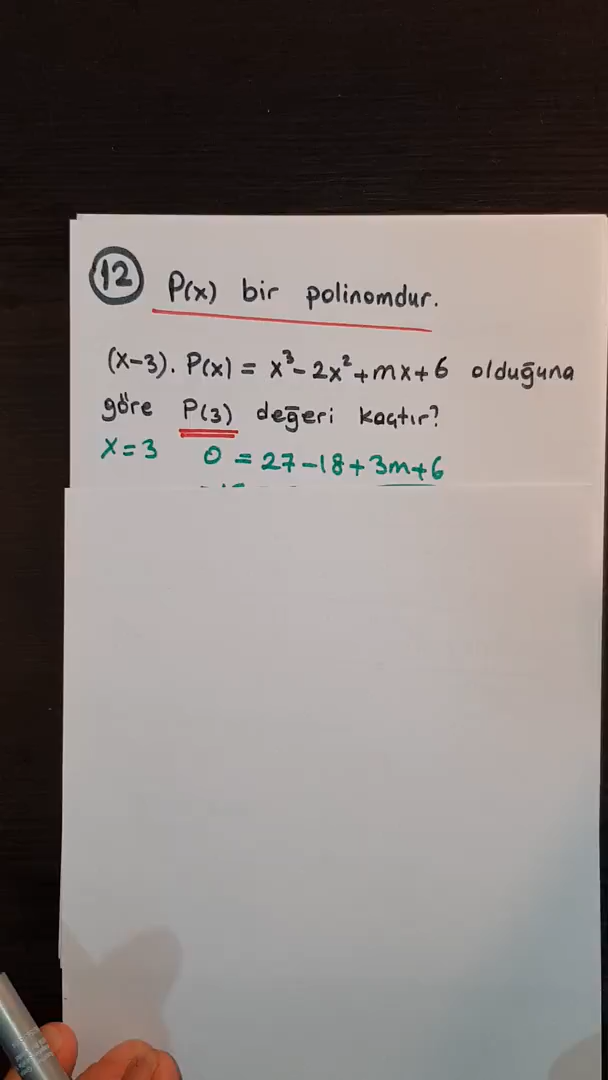 12 P(x) bir polinomdur.
(x-3). P(x) = x³-2x²+mx+6 olduğuna
göre P(3) değeri kaçtır?
x=3 0 = 27-18+3m+6